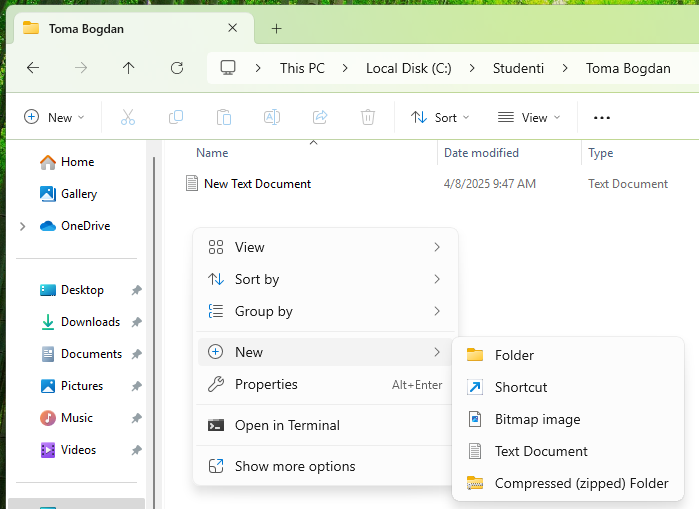 Toma Bogdan
This PC > Local Disk (C:) > Studenti > Toma Bogdan
New Sort View
Name Date modified Type
New Text Document 4/8/2025 9:47 AM Text Document
Home
Gallery
OneDrive
Desktop
Downloads
Documents
Pictures
Music
Videos
View
Sort by
Group by
New
Properties Alt+Enter
Open in Terminal
Show more options
Folder
Shortcut
Bitmap image
Text Document
Compressed (zipped) Folder